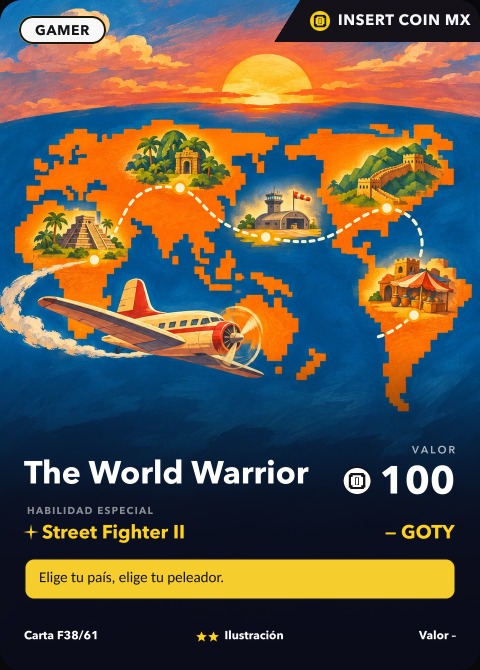 GAMER
INSERT COIN MX
VALOR
The World Warrior
100
HABILIDAD ESPECIAL
Street Fighter II
– GOTY
Elige tu país, elige tu peleador.
Carta F38/61
Ilustración
Valor –